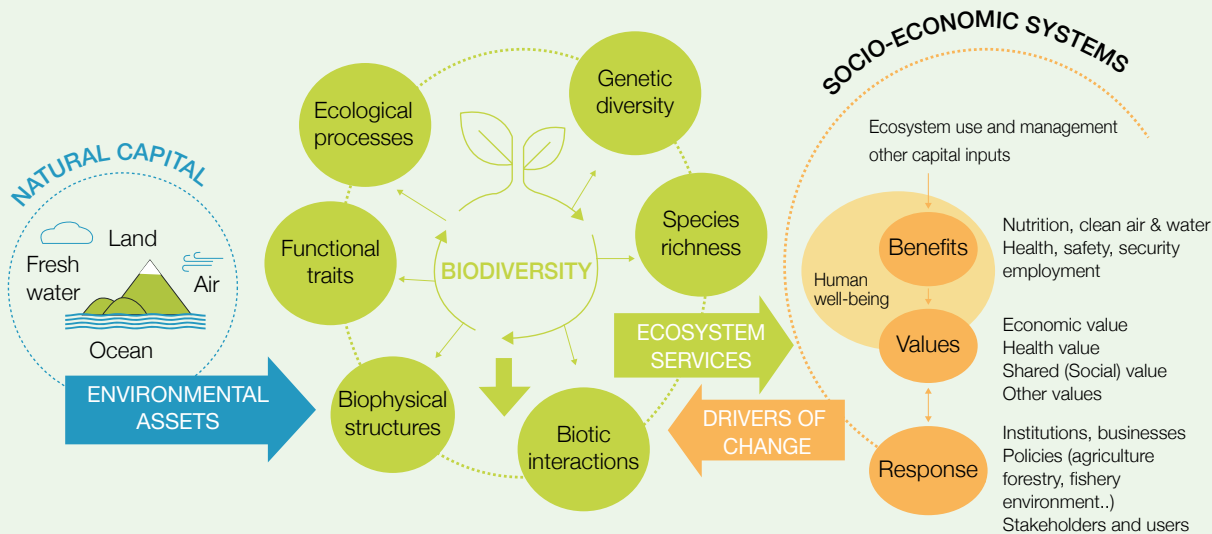 NATURAL CAPITAL
Land
Fresh
water
Air
Ocean
ENVIRONMENTAL
ASSETS
Ecological
processes
Genetic
diversity
Functional
traits
Species
richness
BIODIVERSITY
Biophysical
structures
Biotic
interactions
ECOSYSTEM
SERVICES
DRIVERS OF
CHANGE
SOCIO-ECONOMIC SYSTEMS
Ecosystem use and management
other capital inputs
Benefits
Human
well-being
Values
Response
Nutrition, clean air & water
Health, safety, security
employment
Economic value
Health value
Shared (Social) value
Other values
Institutions, businesses
Policies (agriculture
forestry, fishery
environment..)
Stakeholders and users